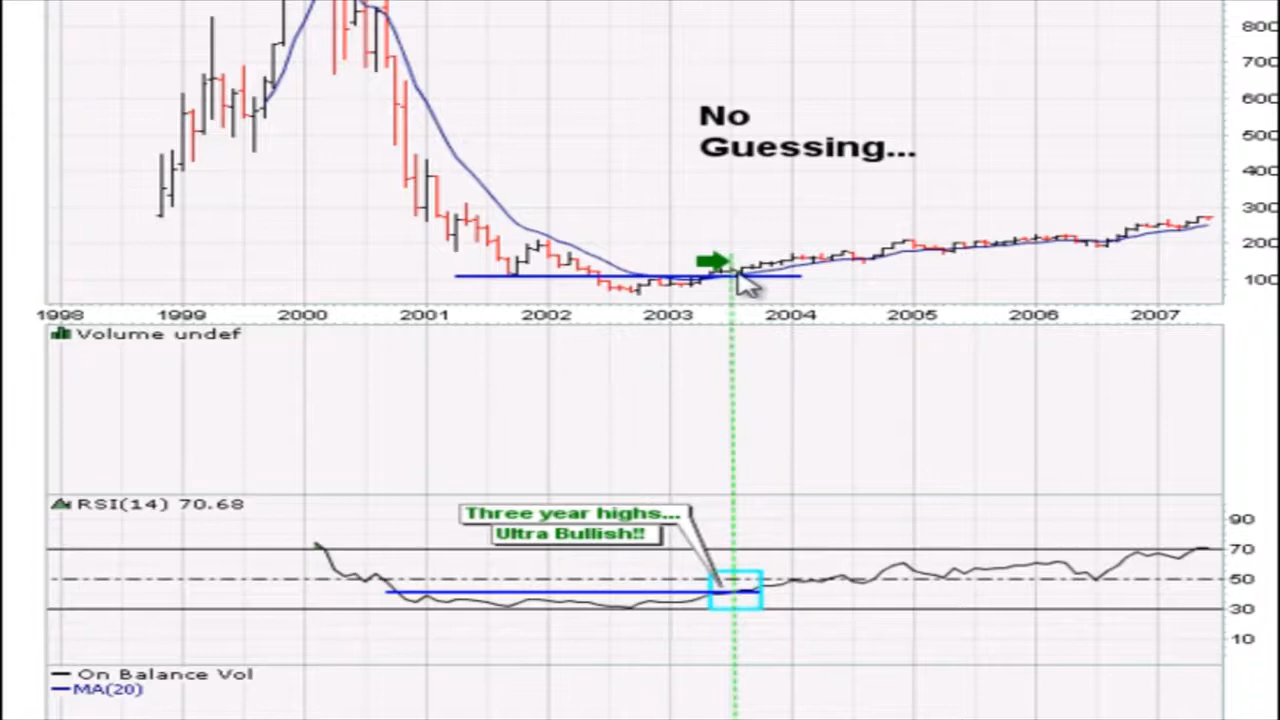 800
700
600
No
500
Guessing...
400
300
200
100
1998 1999 2000 2001 2002 2003 2004 2005 2006 2007
Volume undef
RSI(14) 70.68
Three year highs...
90
Ultra Bullish!!
70
50
30
10
On Balance Vol
MA(20)